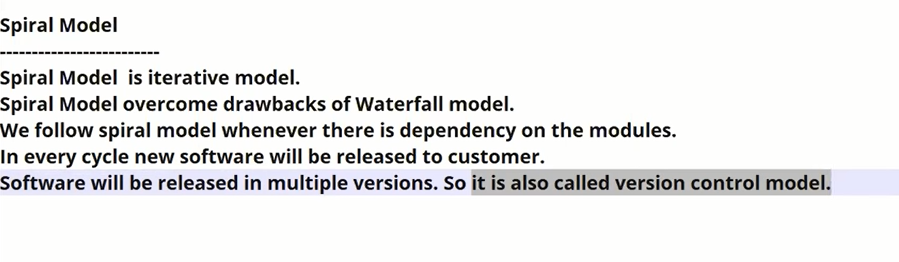 Spiral Model
-------------------------
Spiral Model  is iterative model.
Spiral Model overcome drawbacks of Waterfall model.
We follow spiral model whenever there is dependency on the modules.
In every cycle new software will be released to customer.
Software will be released in multiple versions. So it is also called version control model.